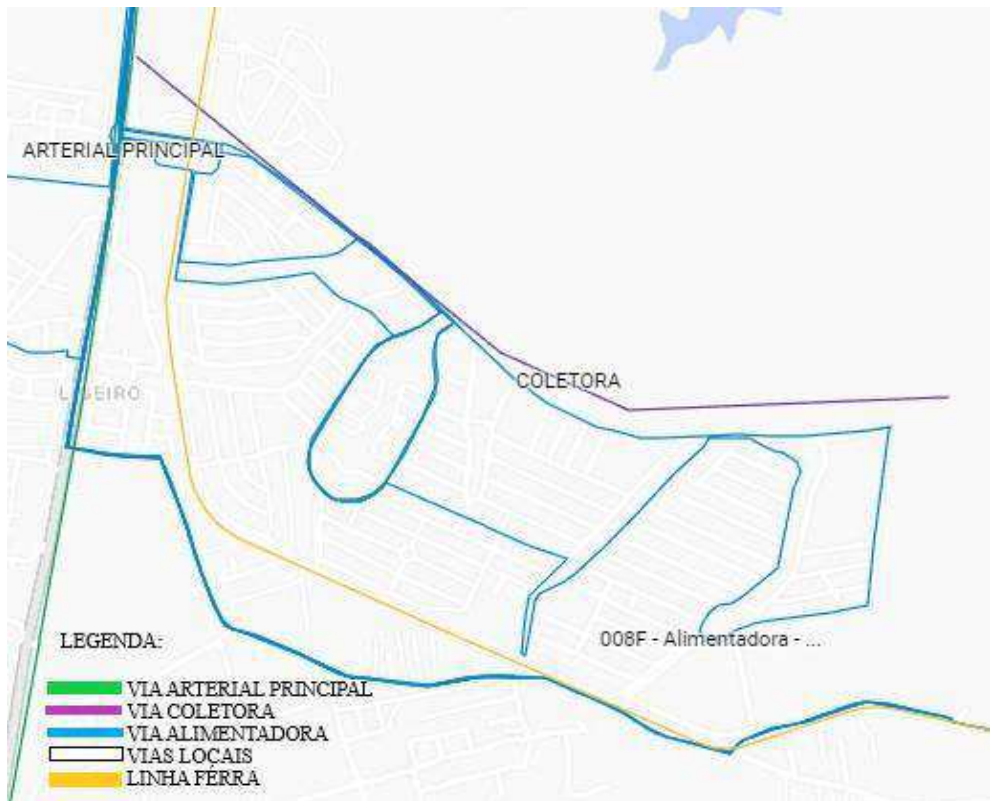 ARTERIAL PRINCIPAL
COLETORA
008F - Alimentadora - ...
LEGENDA:
VIA ARTERIAL PRINCIPAL
VIA COLETORA
VIA ALIMENTADORA
VIAS LOCAIS
LINHA FÉRRA